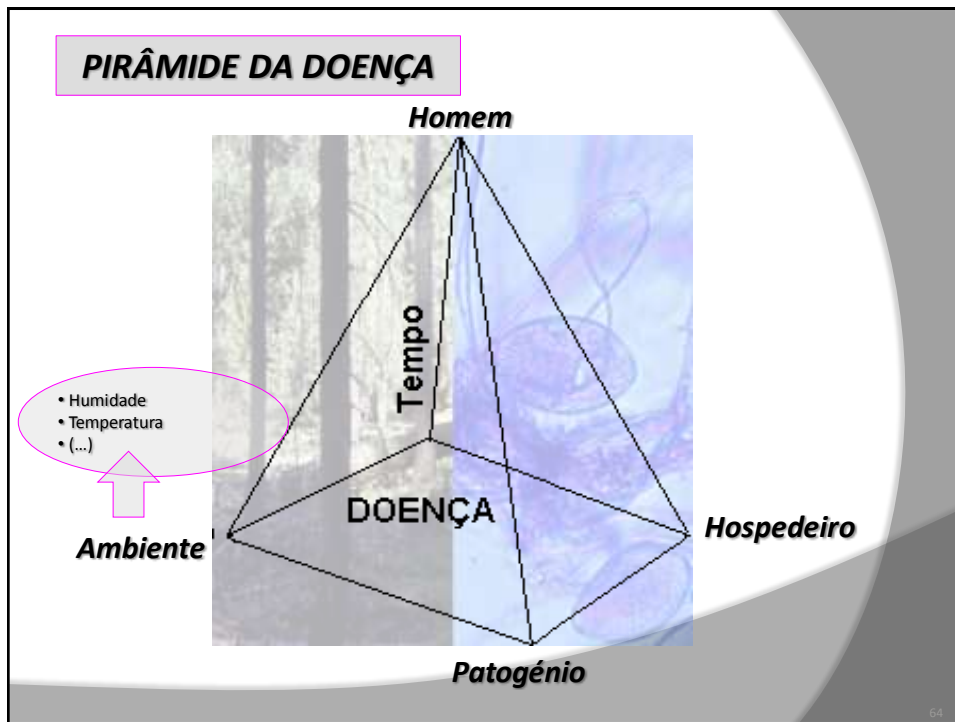 PIRÂMIDE DA DOENÇA
Homem
Tempo
• Humidade
• Temperatura
• (...)
DOENÇA
Ambiente
Hospedeiro
Patogénio
64